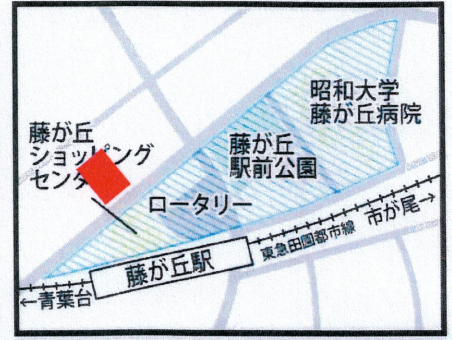 昭和大学
藤が丘病院
藤が丘
ショッピング
センター
藤が丘
駅前公園
ロータリー
市が尾→
東急田園都市線
藤が丘駅
←青葉台